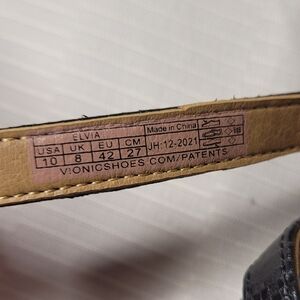 ELVIA
USA UK EU CM
10 8 42 27
Made in China
JH:12-2021
VIONICSHOES.COM/PATENTS